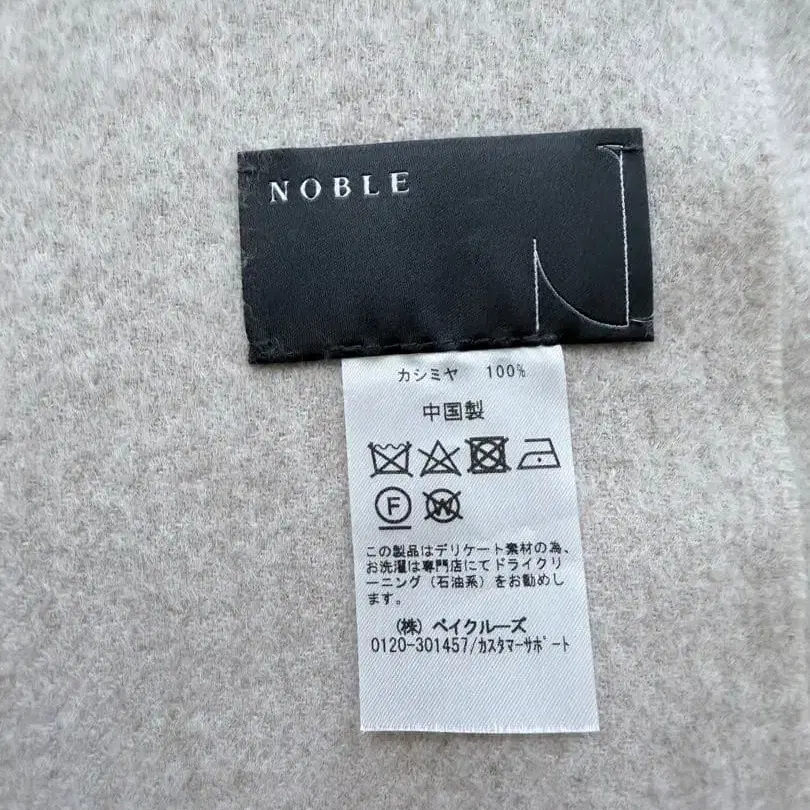 NOBLE
カシミヤ 100%
中国製
F W
この製品はデリケート素材の為、
お洗濯は専門店にてドライクリ
ーニング(石油系)をお勧めし
ます。
(株)ベイクルーズ
0120-301457/カスタマーサポート